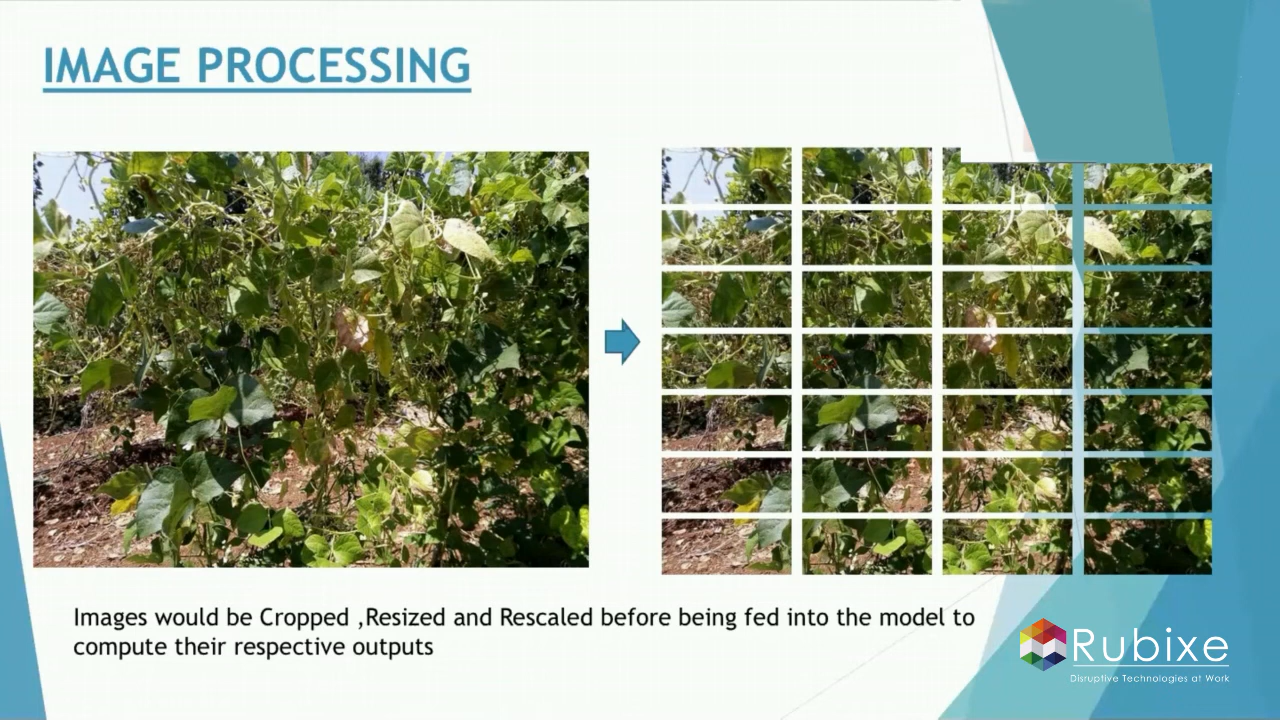 IMAGE PROCESSING
Images would be Cropped ,Resized and Rescaled before being fed into the model to
compute their respective outputs
Rubixe
Disruptive Technologies at Work